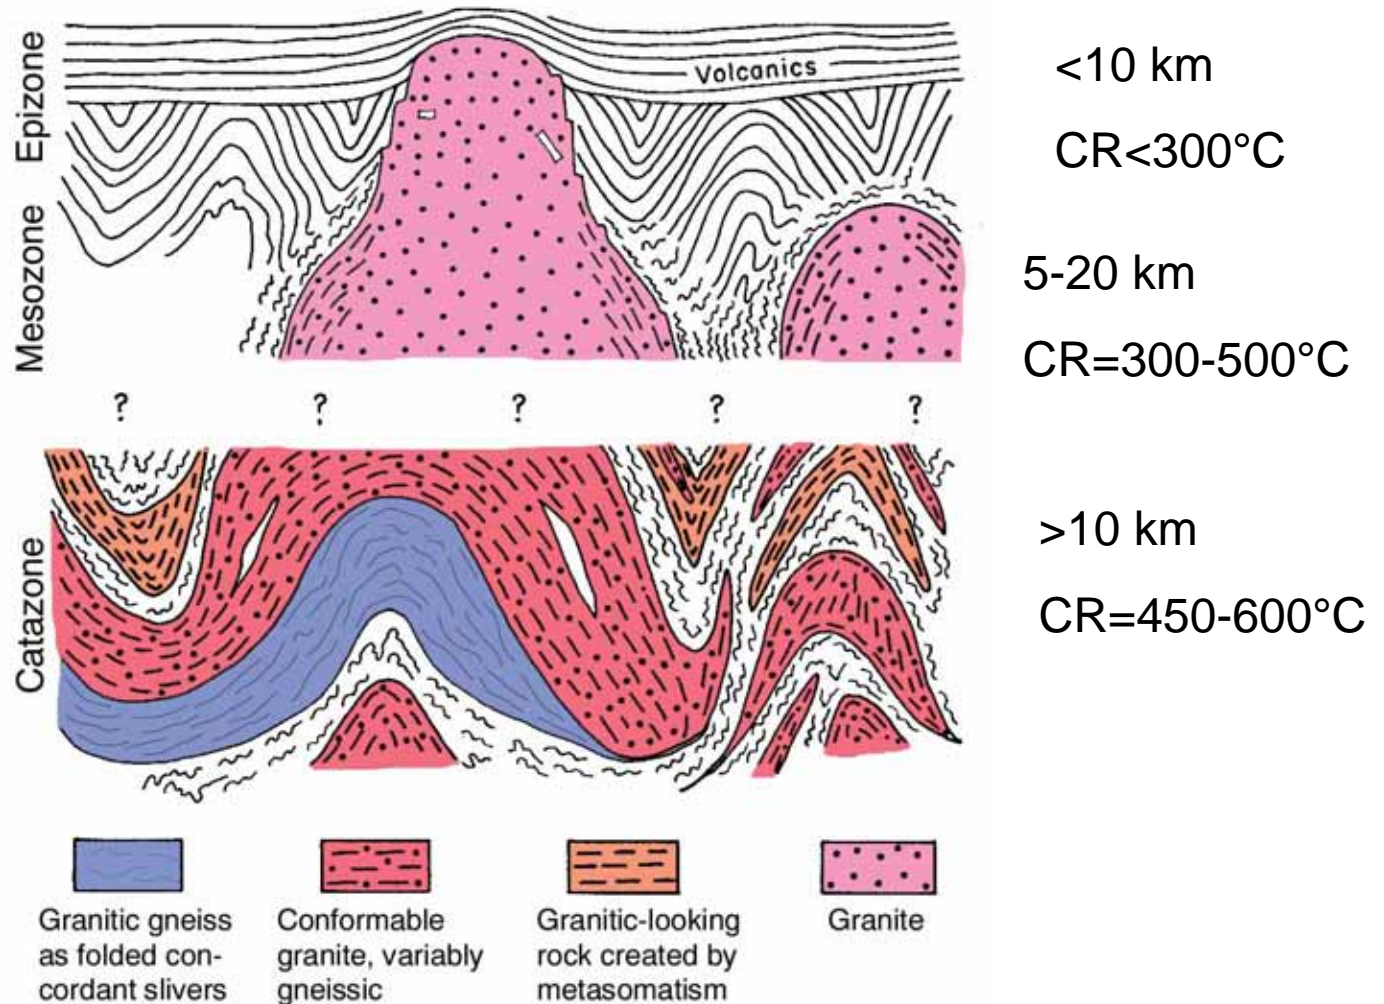 Epizone
Volcanics
<10 km
CR<300°C
Mesozone
5-20 km
CR=300-500°C
? ? ? ? ?
Catazone
>10 km
CR=450-600°C
Granitic gneiss
as folded con-
cordant slivers
Conformable
granite, variably
gneissic
Granitic-looking
rock created by
metasomatism
Granite